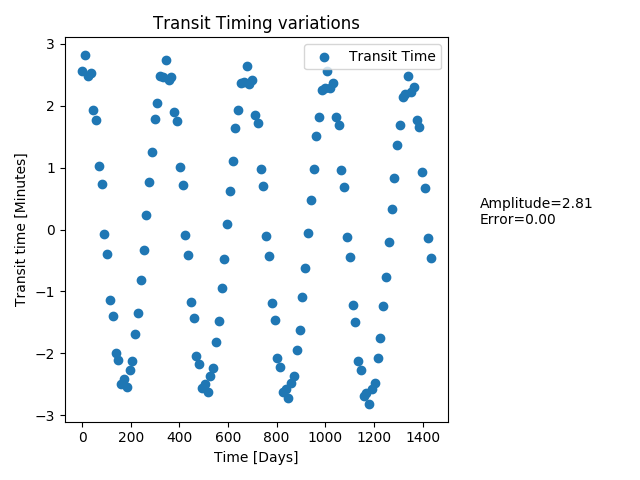 Transit Timing variations
Transit Time
3
2
1
0
−1
−2
−3
Transit time [Minutes]
0 200 400 600 800 1000 1200 1400
Time [Days]
Amplitude=2.81
Error=0.00